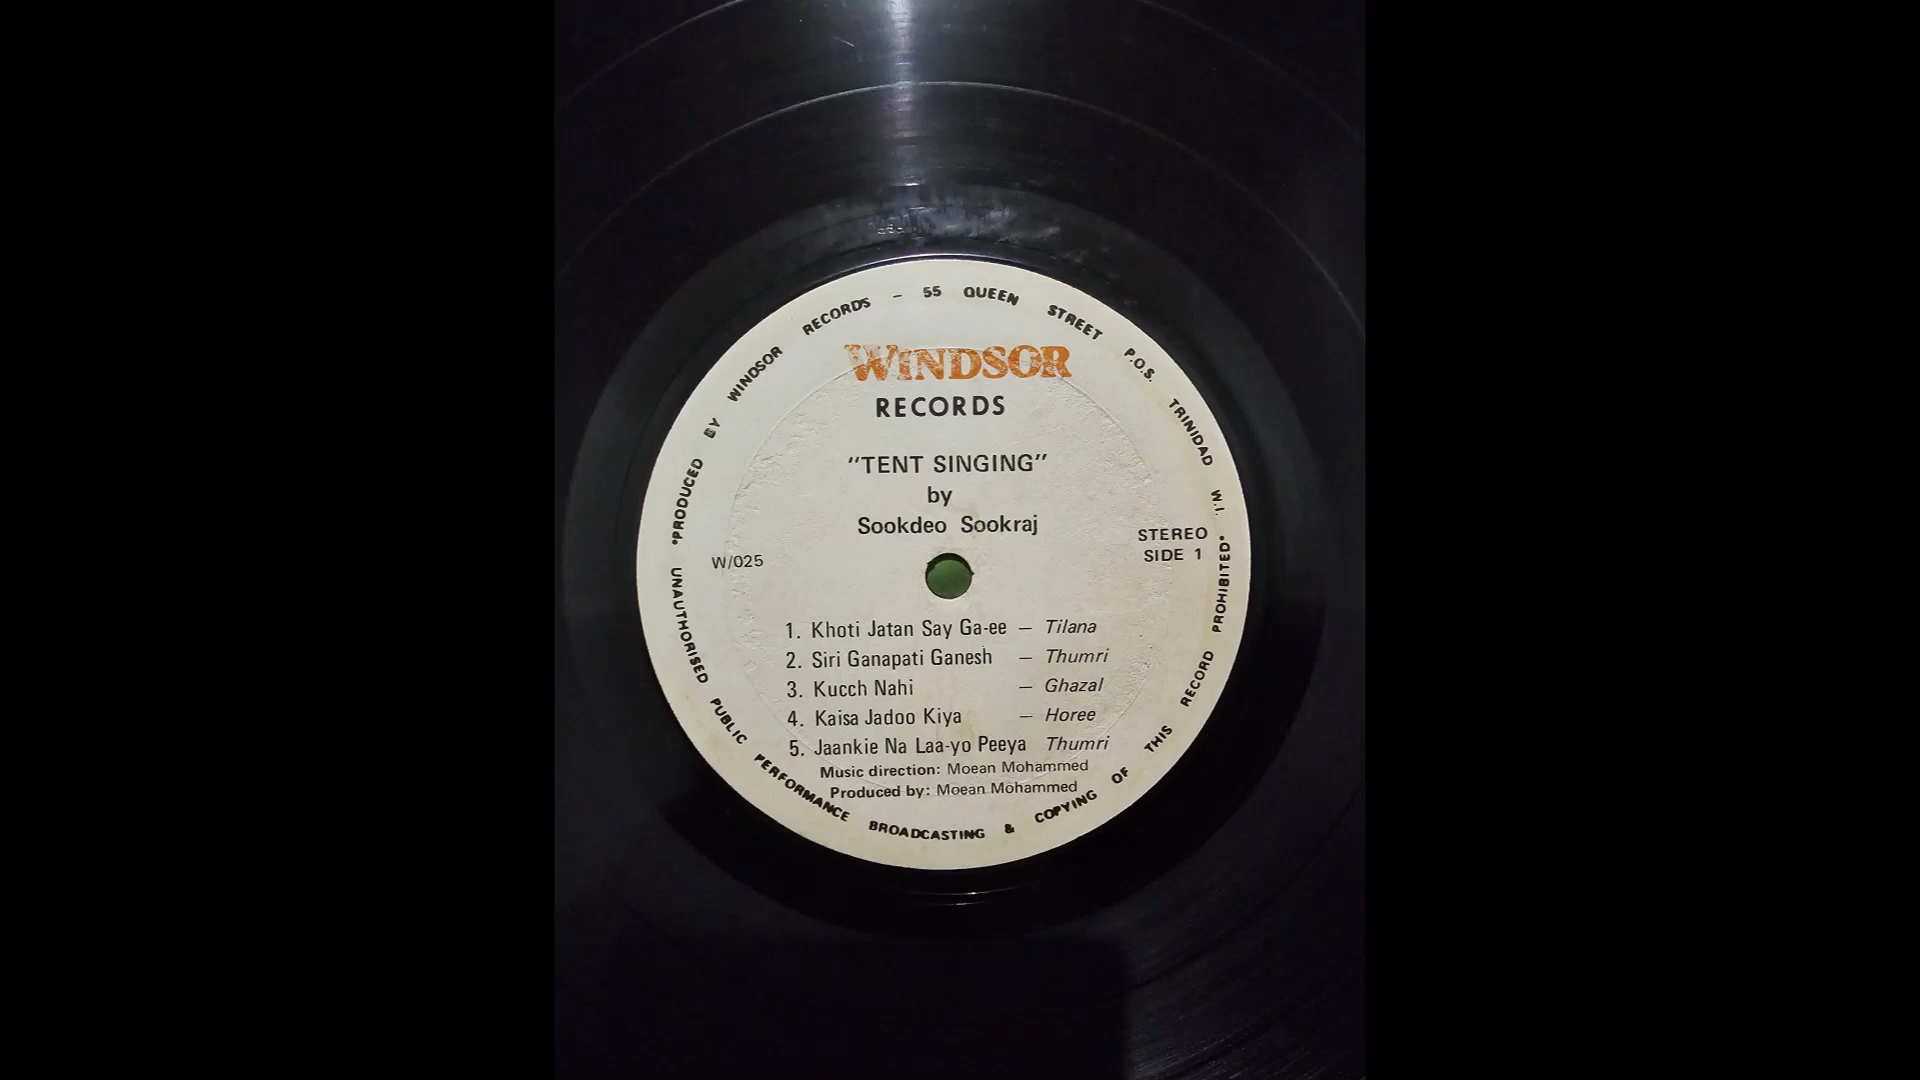 "PRODUCED BY WINDSOR RECORDS – 55 QUEEN STREET P.O.S. TRINIDAD W.I."
WINDSOR
RECORDS
"TENT SINGING"
by
Sookdeo Sookraj
W/025
STEREO
SIDE 1
1. Khoti Jatan Say Ga-ee – Tilana
2. Siri Ganapati Ganesh – Thumri
3. Kucch Nahi – Ghazal
4. Kaisa Jadoo Kiya – Horee
5. Jaankie Na Laa-yo Peeya Thumri
Music direction: Moean Mohammed
Produced by: Moean Mohammed
UNAUTHORISED PUBLIC PERFORMANCE BROADCASTING & COPYING OF THIS RECORD PROHIBITED"